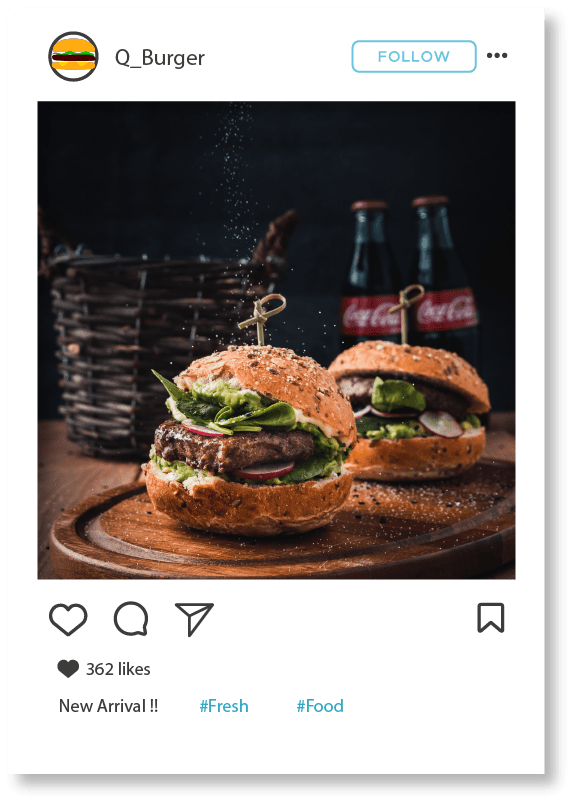 Q_Burger
FOLLOW
Coca-Cola
Coca-Cola
362 likes
New Arrival !! #Fresh #Food